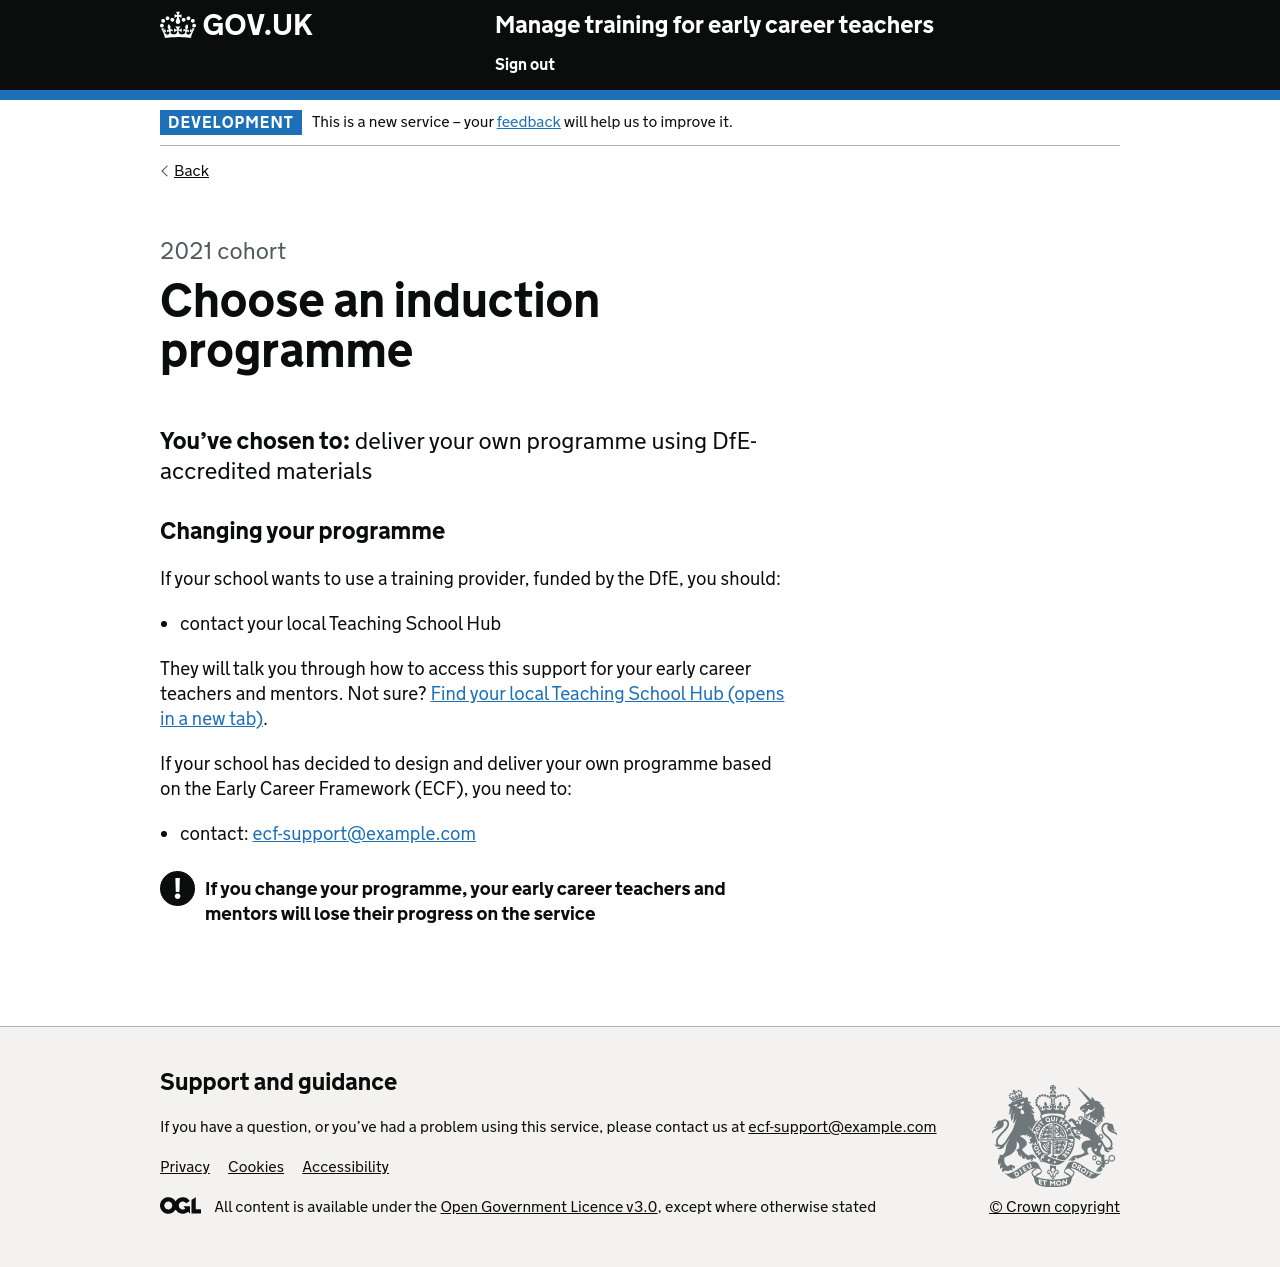 GOV.UK
Manage training for early career teachers
Sign out
DEVELOPMENT
This is a new service – your feedback will help us to improve it.
Back
2021 cohort
Choose an induction
programme
You’ve chosen to: deliver your own programme using DfE-
accredited materials
Changing your programme
If your school wants to use a training provider, funded by the DfE, you should:
• contact your local Teaching School Hub
They will talk you through how to access this support for your early career
teachers and mentors. Not sure? Find your local Teaching School Hub (opens
in a new tab).
If your school has decided to design and deliver your own programme based
on the Early Career Framework (ECF), you need to:
• contact: ecf-support@example.com
! If you change your programme, your early career teachers and
mentors will lose their progress on the service
Support and guidance
If you have a question, or you’ve had a problem using this service, please contact us at ecf-support@example.com
Privacy Cookies Accessibility
OGL All content is available under the Open Government Licence v3.0, except where otherwise stated
DIEU ET MON DROIT
© Crown copyright